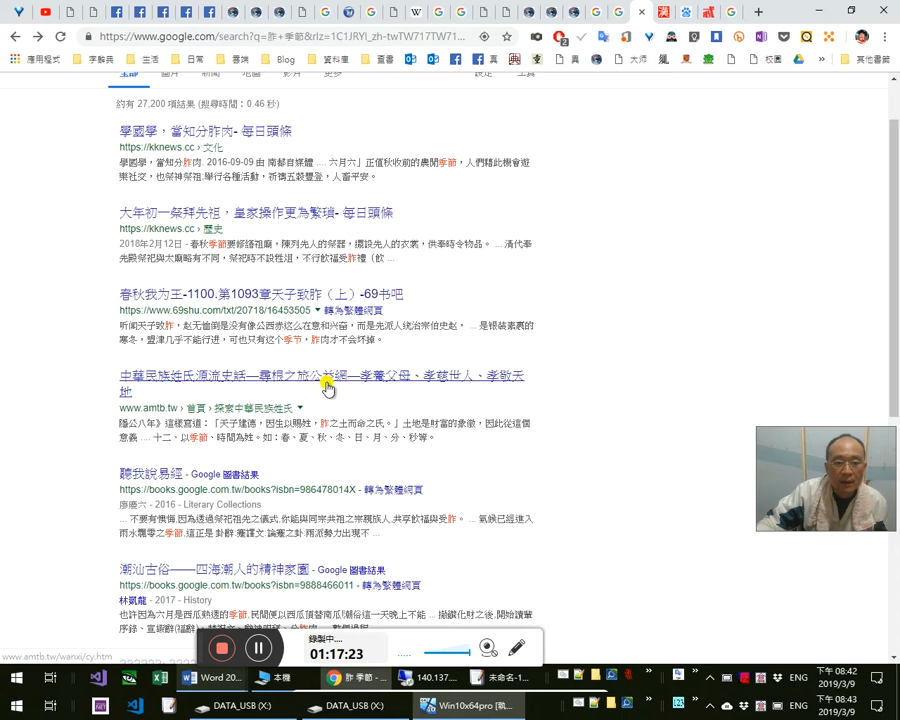 https://www.google.com/search?q=胙+季節&rlz=1C1JRYI_zh-twTW717TW71...
應用程式 字辭典 生活 日常 雲端 Blog 資料庫 查書 真 真 大師 校園 » 其他書籤
全部 圖片 新聞 地圖 影片 更多 設定 工具
約有 27,200 項結果 (搜尋時間：0.46 秒)
學國學，當知分胙肉- 每日頭條
https://kknews.cc › 文化
學國學，當知分胙肉. 2016-09-09 由 南都自媒體 .... 六月六」正值秋收前的農閒季節，人們藉此機會遊
樂社交，也祭神祭祖;舉行各種活動，祈禱五穀豐登，人畜平安。
大年初一祭拜先祖，皇家操作更為繁瑣- 每日頭條
https://kknews.cc › 歷史
2018年2月12日 - 春秋季節要修繕祖廟，陳列先人的祭器，擺設先人的衣裳，供奉時令物品。 ... 清代奉
先殿祭祀與太廟略有不同，祭祀時不設牲俎，不行飲福受胙禮（飲 ...
春秋我为王-1100.第1093章天子致胙（上）-69书吧
https://www.69shu.com/txt/20718/16453505 ▼ 轉為繁體網頁
听闻天子致胙，赵无恤倒是没有像公西赤这么在意和兴奋，而是先派人统治宗伯史赵， ... 是银装素裹的
寒冬，盟津几乎不能行进，可也只有这个季节，胙肉才不会坏掉。
中華民族姓氏源流史話—尋根之旅公益網—孝養父母、孝慈世人、孝敬天
地
www.amtb.tw › 首頁 › 探索中華民族姓氏 ▼
隱公八年》這樣寫道：「天子建德，因生以賜姓，胙之土而命之氏。」土地是財富的象徵，因此從這個
意義 .... 十二、以季節、時間為姓。如：春、夏、秋、冬、日、月、分、秒等。
聽我說易經 - Google 圖書結果
https://books.google.com.tw/books?isbn=986478014X - 轉為繁體網頁
廖慶六 - 2016 - Literary Collections
... 不要有懊悔,因為透過祭祀祖先之儀式,你能與同宗共祖之宗親族人,共享飲福與受胙。 ... 氣候已經進入
雨水飄零之季節,這正是
潮汕古俗——四海潮人的精神家園 - Google 圖書結果
https://books.google.com.tw/books?isbn=9888466011 - 轉為繁體網頁
林凱龍 - 2017 - History
也許因為六月是西瓜熟透的季節,民間便以西瓜頂替南瓜!潮俗這一天晚上不能 ...
www.amtb.tw/wanxi/cy.htm
錄製中....
01:17:23
Word 20... 本機 胙 季節 -... 140.137.... 未命名-1... » ENG 下午 08:42
2019/3/9
DATA_USB (X:) DATA_USB (X:) Win10x64pro [執... » ENG 下午 08:43
2019/3/9